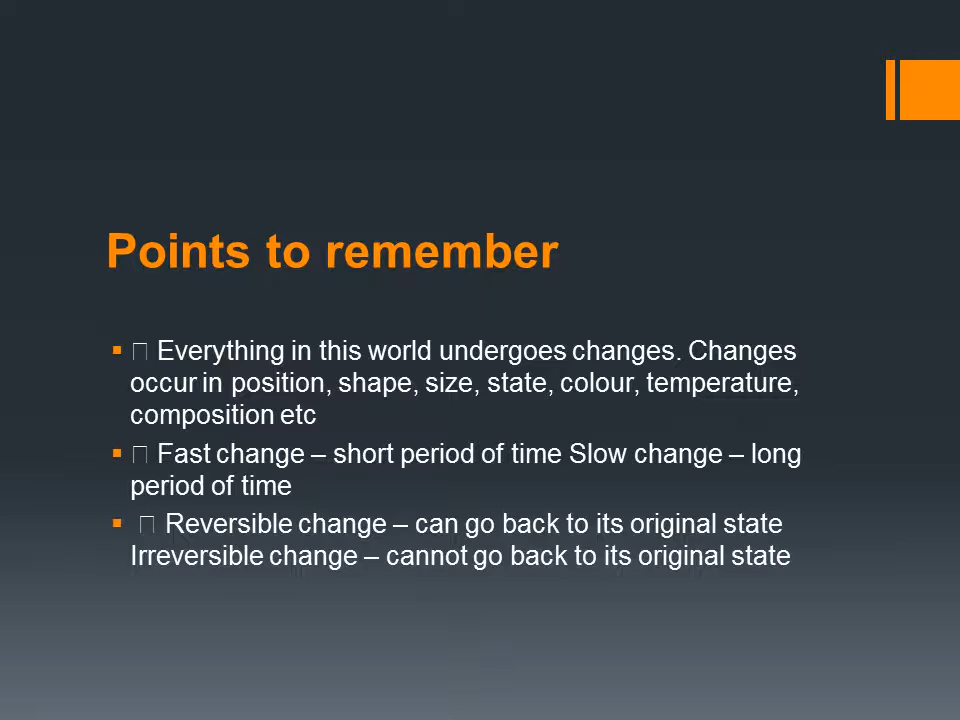 Points to remember
▪ □ Everything in this world undergoes changes. Changes
occur in position, shape, size, state, colour, temperature,
composition etc
▪ □ Fast change – short period of time Slow change – long
period of time
▪ □ Reversible change – can go back to its original state
Irreversible change – cannot go back to its original state